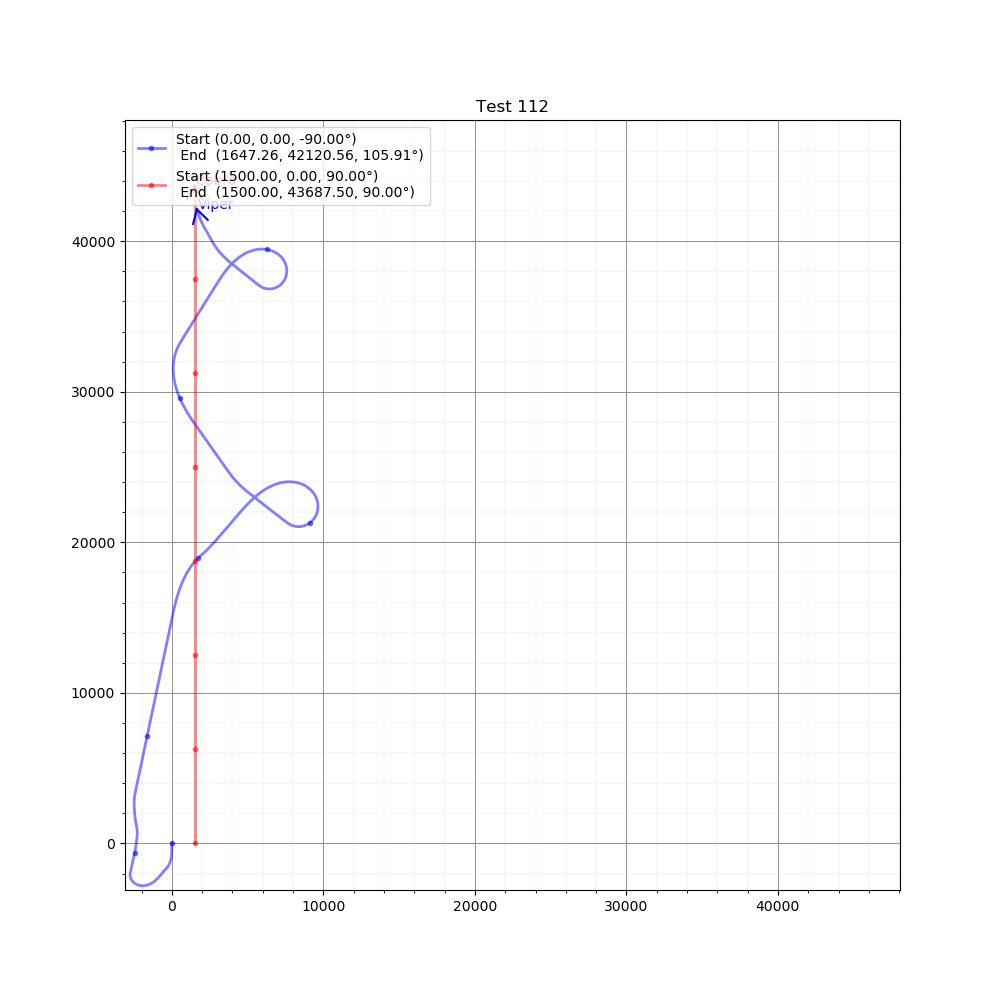 Test 112
Start (0.00, 0.00, -90.00°)
End (1647.26, 42120.56, 105.91°)
Start (1500.00, 0.00, 90.00°)
End (1500.00, 43687.50, 90.00°)
Viper
40000
30000
20000
10000
0
0 10000 20000 30000 40000